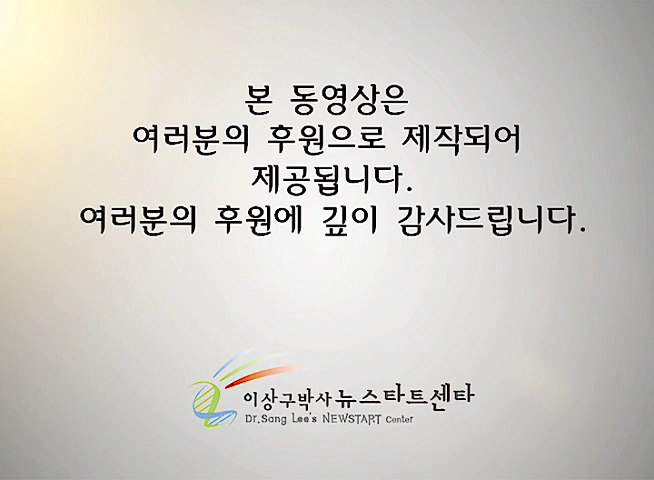 본 동영상은
여러분의 후원으로 제작되어
제공됩니다.
여러분의 후원에 깊이 감사드립니다.
이상구박사 뉴스타트센타
Dr.Sang Lee's NEWSTART Center